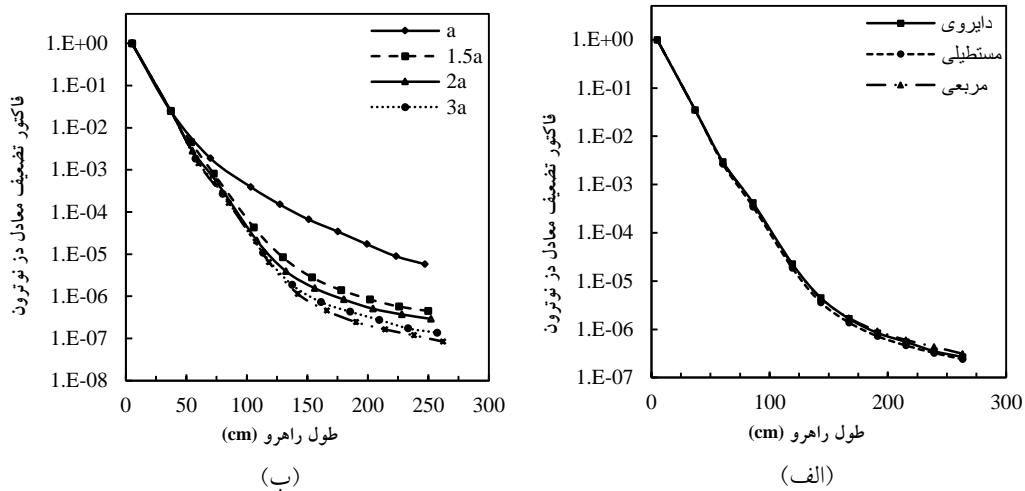 a
1.5a
2a
3a
1.E+00
1.E-01
1.E-02
1.E-03
1.E-04
1.E-05
1.E-06
1.E-07
1.E-08
فاکتور تضعیف معادل دز نوترون
0 50 100 150 200 250 300
طول راهرو (cm)
(ب)
دایروی
مستطیلی
مربعی
1.E+00
1.E-01
1.E-02
1.E-03
1.E-04
1.E-05
1.E-06
1.E-07
فاکتور تضعیف معادل دز نوترون
0 100 200 300
طول راهرو (cm)
(الف)